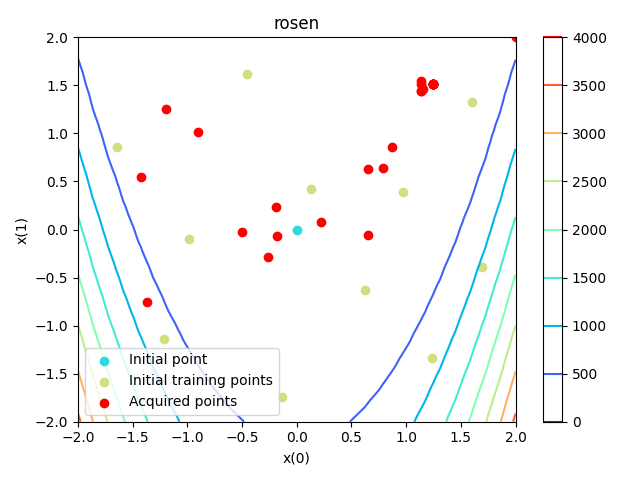 rosen
2.0
1.5
1.0
0.5
0.0
−0.5
−1.0
−1.5
−2.0
x(1)
−2.0 −1.5 −1.0 −0.5 0.0 0.5 1.0 1.5 2.0
x(0)
Initial point
Initial training points
Acquired points
4000
3500
3000
2500
2000
1500
1000
500
0